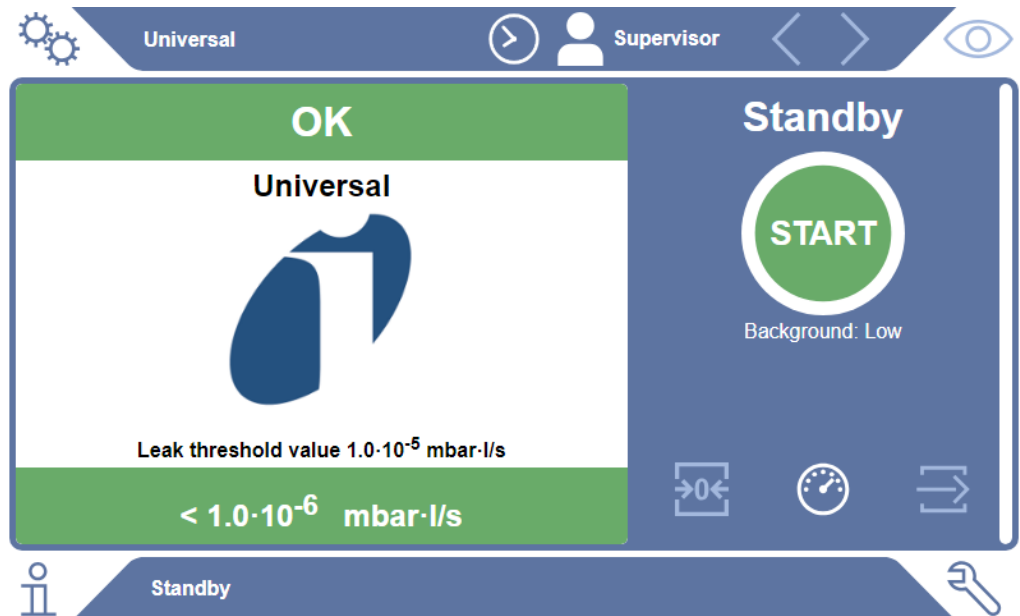 Universal
Supervisor
OK
Universal
Leak threshold value 1.0·10⁻⁵ mbar·l/s
< 1.0·10⁻⁶ mbar·l/s
Standby
START
Background: Low
→0←
Standby